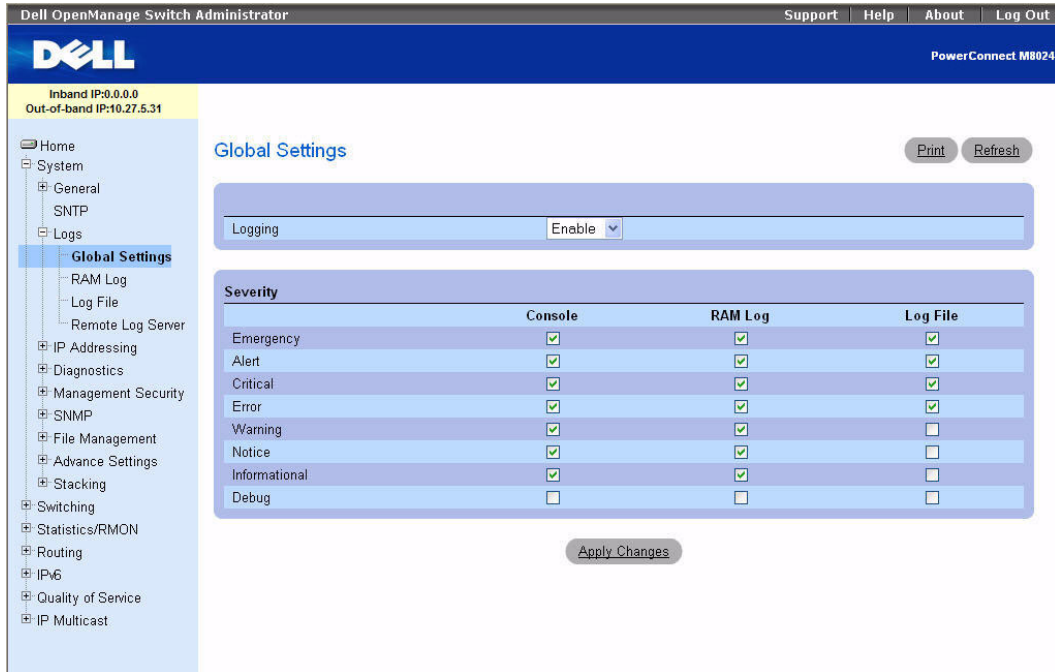 Dell OpenManage Switch Administrator
Support Help About Log Out
DELL
PowerConnect M8024
Inband IP:0.0.0.0
Out-of-band IP:10.27.5.31
Home
System
General
SNTP
Logs
Global Settings
RAM Log
Log File
Remote Log Server
IP Addressing
Diagnostics
Management Security
SNMP
File Management
Advance Settings
Stacking
Switching
Statistics/RMON
Routing
IPv6
Quality of Service
IP Multicast
Global Settings
Print Refresh
Logging Enable
Severity
Console RAM Log Log File
Emergency
Alert
Critical
Error
Warning
Notice
Informational
Debug
Apply Changes